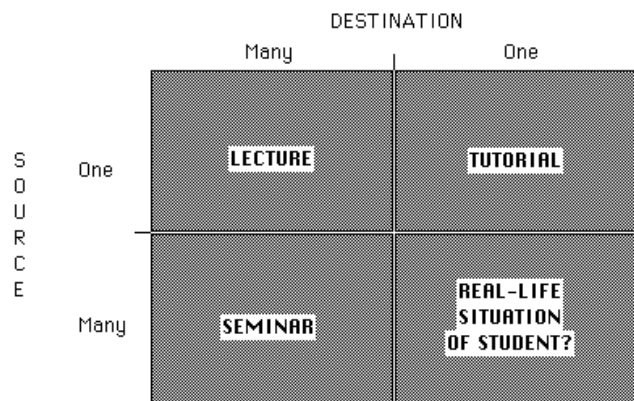 DESTINATION
Many One
One
LECTURE TUTORIAL
SOURCE
Many
SEMINAR
REAL-LIFE
SITUATION
OF STUDENT?